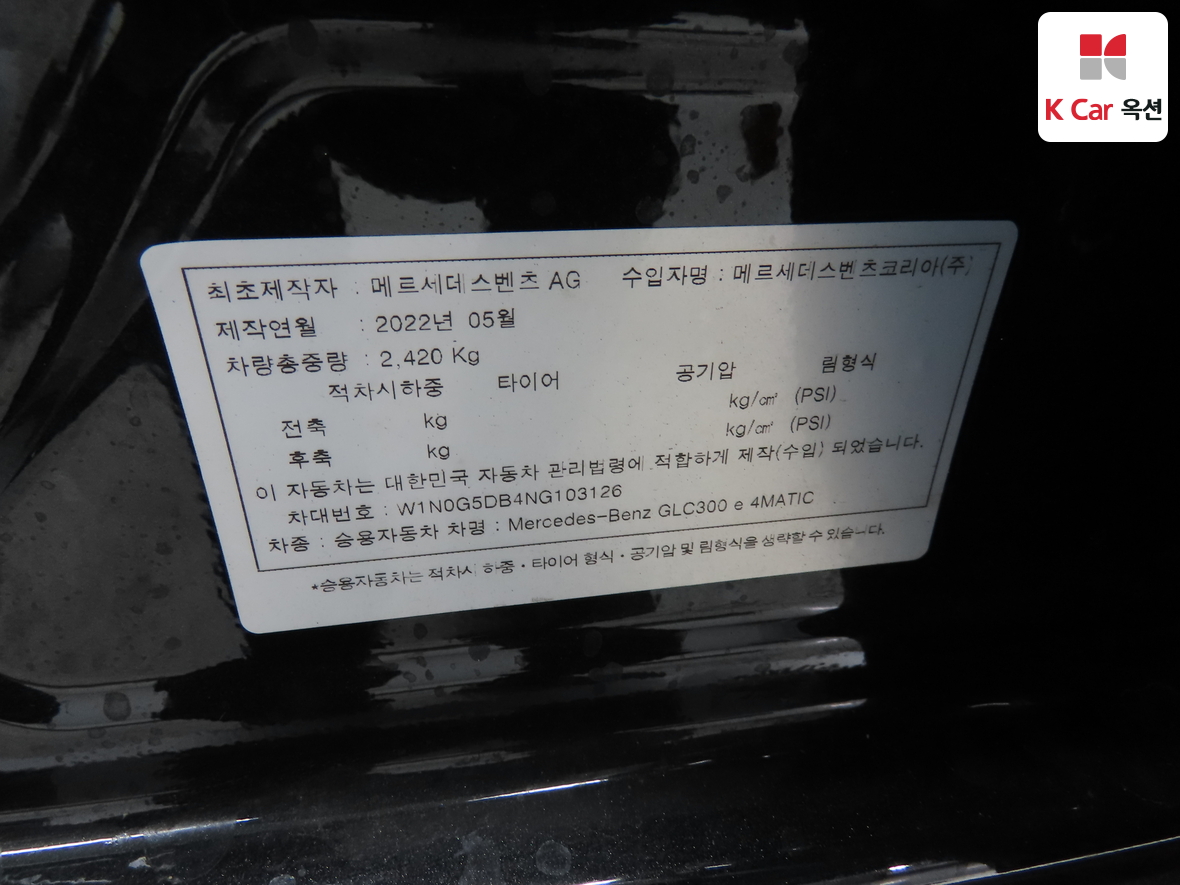 K Car 옥션
최초제작자 : 메르세데스벤츠 AG 수입자명 : 메르세데스벤츠코리아(주)
제작연월 : 2022년 05월
차량총중량 : 2,420 Kg
적차시하중 타이어 공기압 림형식
전축 kg kg/㎠ (PSI)
후축 kg kg/㎠ (PSI)
이 자동차는 대한민국 자동차 관리법령에 적합하게 제작(수입) 되었습니다.
차대번호 : W1N0G5DB4NG103126
차종 : 승용자동차 차명 : Mercedes-Benz GLC300 e 4MATIC
*승용자동차는 적차시 하중·타이어 형식·공기압 및 림형식을 생략할 수 있습니다.